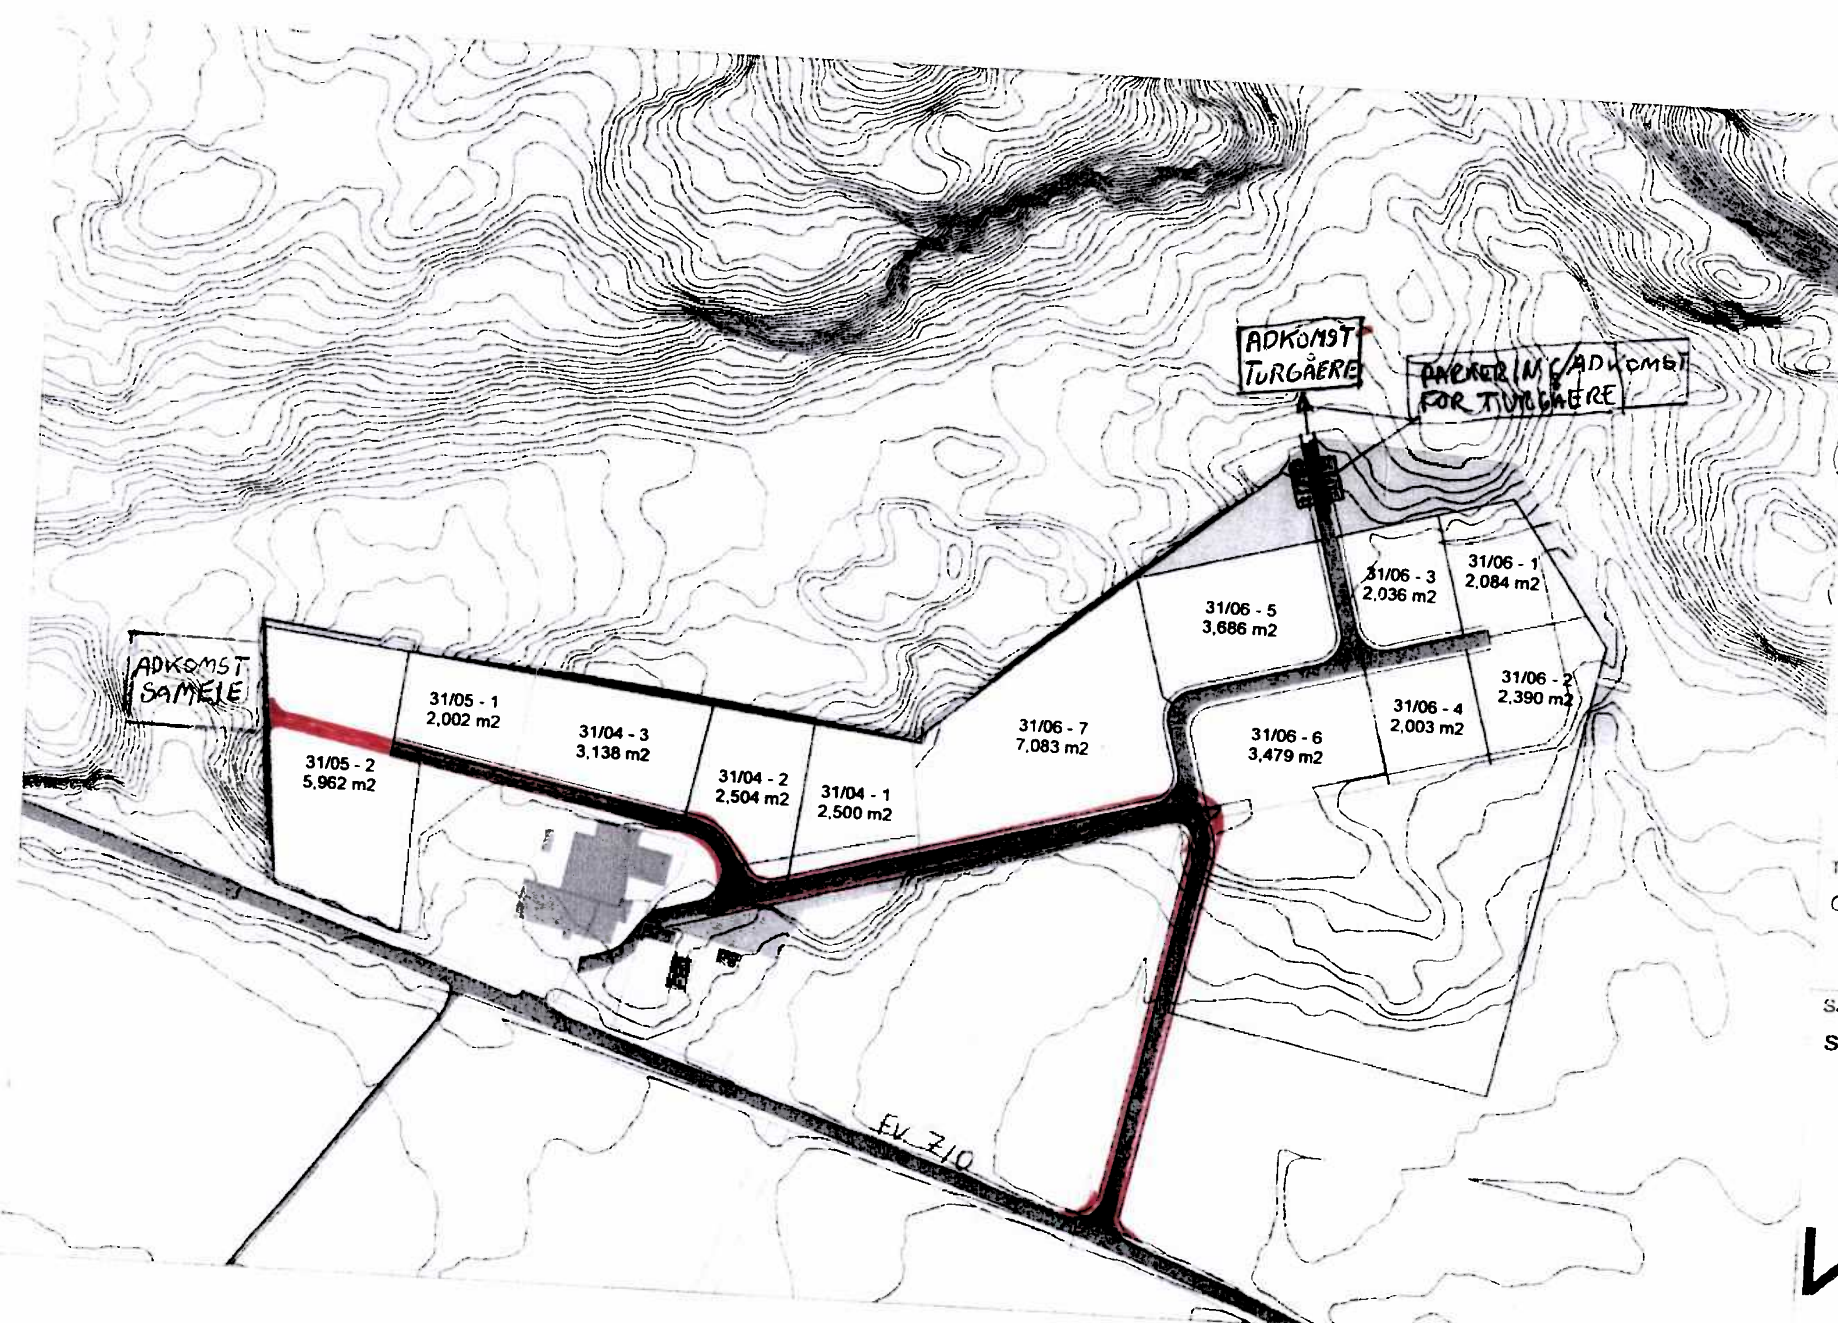 ADKOMST
TURGÅERE
PARKERING/ADKOMST
FOR TURGÅERE
31/06 - 1
2,084 m2
31/06 - 3
2,036 m2
31/06 - 5
3,686 m2
ADKOMST
SAMEIE
31/05 - 1
2,002 m2
31/04 - 3
3,138 m2
31/06 - 7
7,083 m2
31/06 - 6
3,479 m2
31/06 - 4
2,003 m2
31/06 - 2
2,390 m2
31/05 - 2
5,962 m2
31/04 - 2
2,504 m2
31/04 - 1
2,500 m2
FV 710